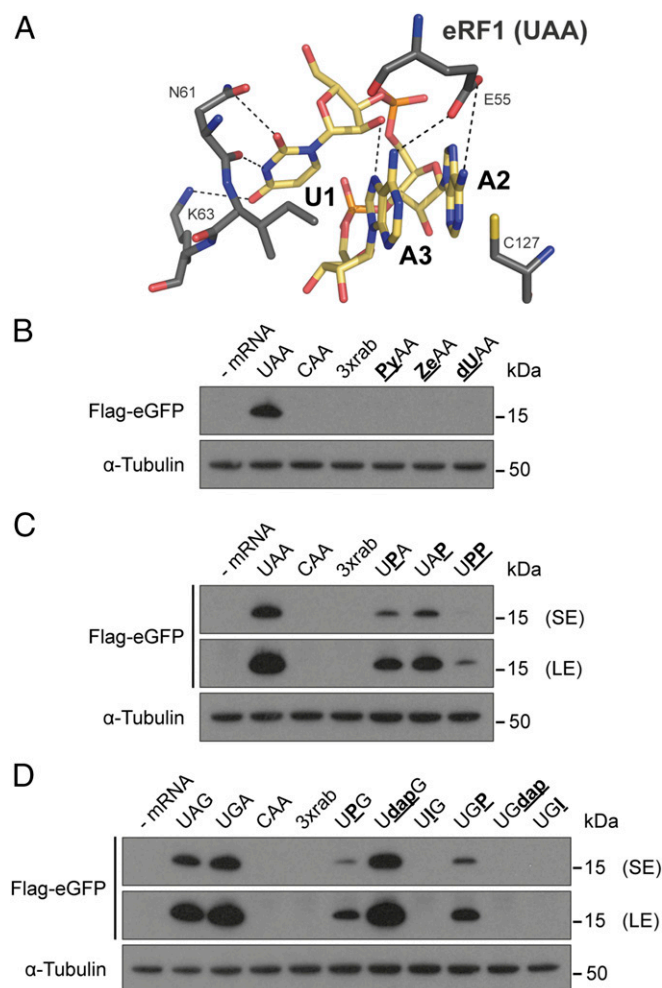 A
eRF1 (UAA)
N61
E55
U1
A2
K63
A3
C127
B
- mRNA UAA CAA 3xrab PyAA ZeAA dUAA kDa
Flag-eGFP -15
α-Tubulin -50
C
- mRNA UAA CAA 3xrab UPA UAP UPP kDa
-15 (SE)
Flag-eGFP
-15 (LE)
α-Tubulin -50
D
- mRNA UAG UGA CAA 3xrab UPG UdapG UIG UGP UGdap UGI kDa
-15 (SE)
Flag-eGFP
-15 (LE)
α-Tubulin -50